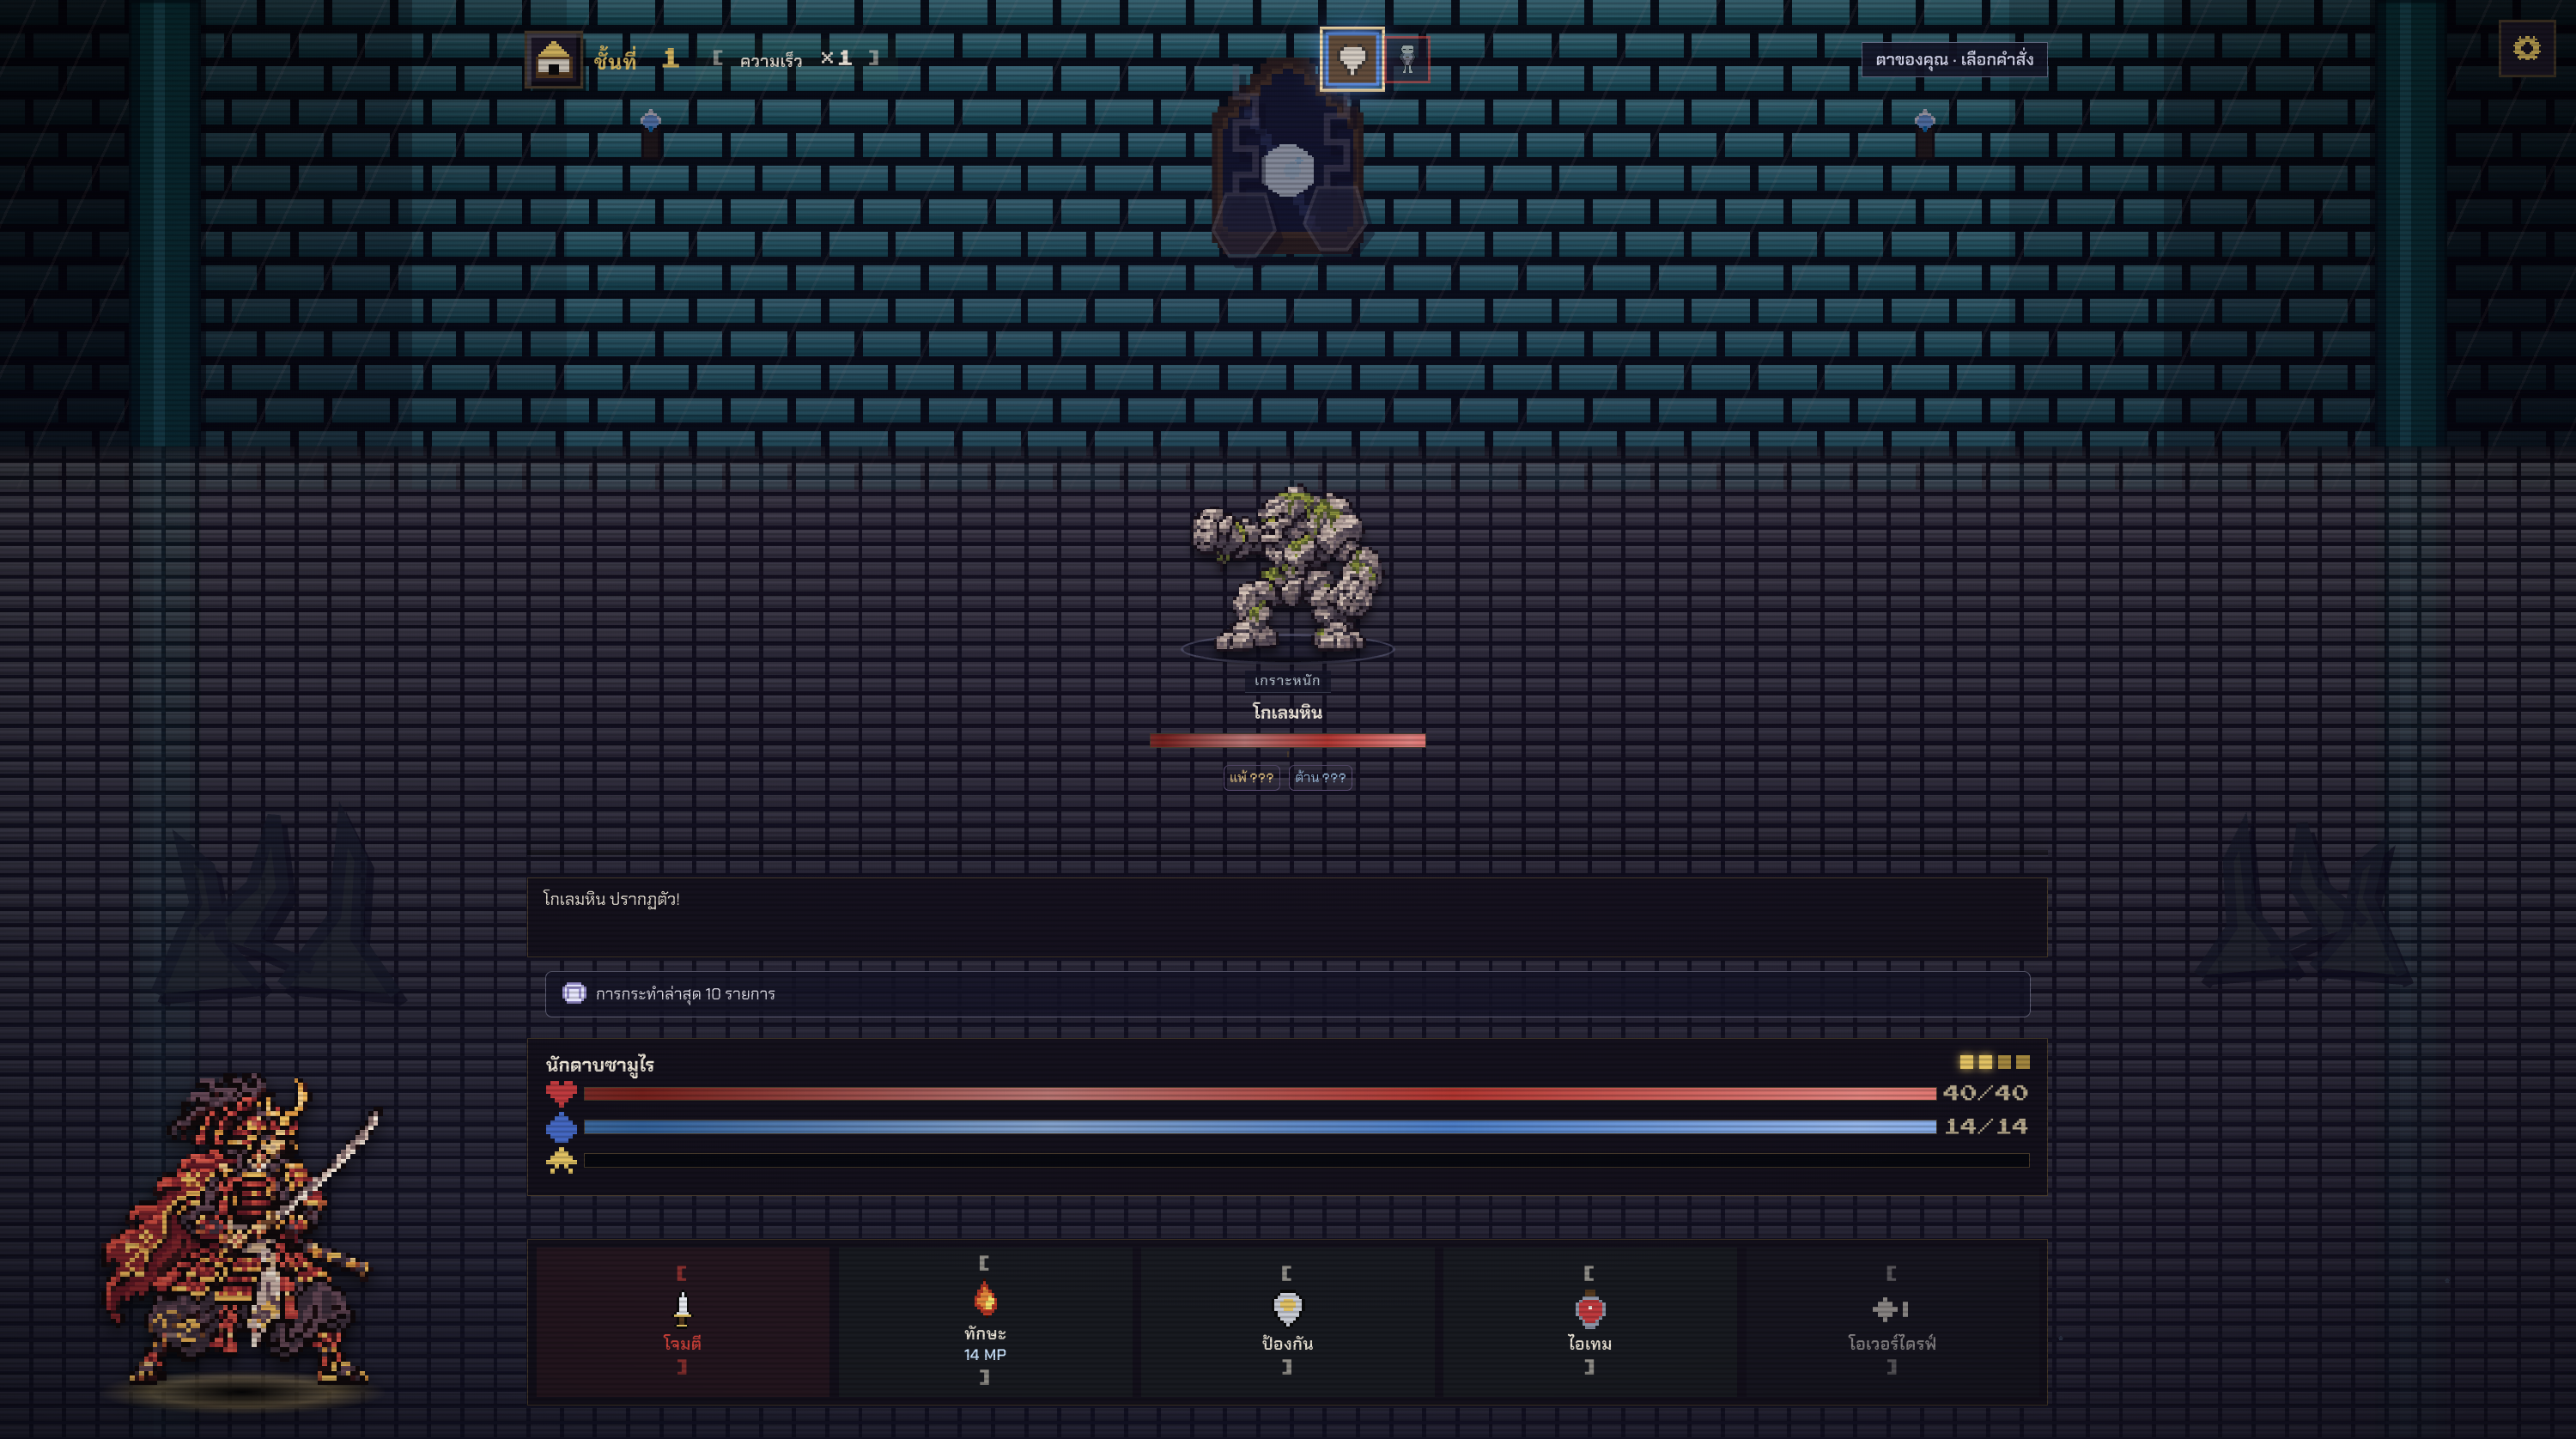 ชั้นที่ 1 [ ความเร็ว ×1 ]
ตาของคุณ · เลือกคำสั่ง
เกราะหนัก
โกเลมหิน
แพ้ ??? ต้าน ???
โกเลมหิน ปรากฏตัว!
การกระทำล่าสุด 10 รายการ
นักดาบซามูไร
40/40
14/14
[ โจมตี ]
[ ทักษะ
14 MP ]
[ ป้องกัน ]
[ ไอเทม ]
[ โอเวอร์ไดรฟ์ ]